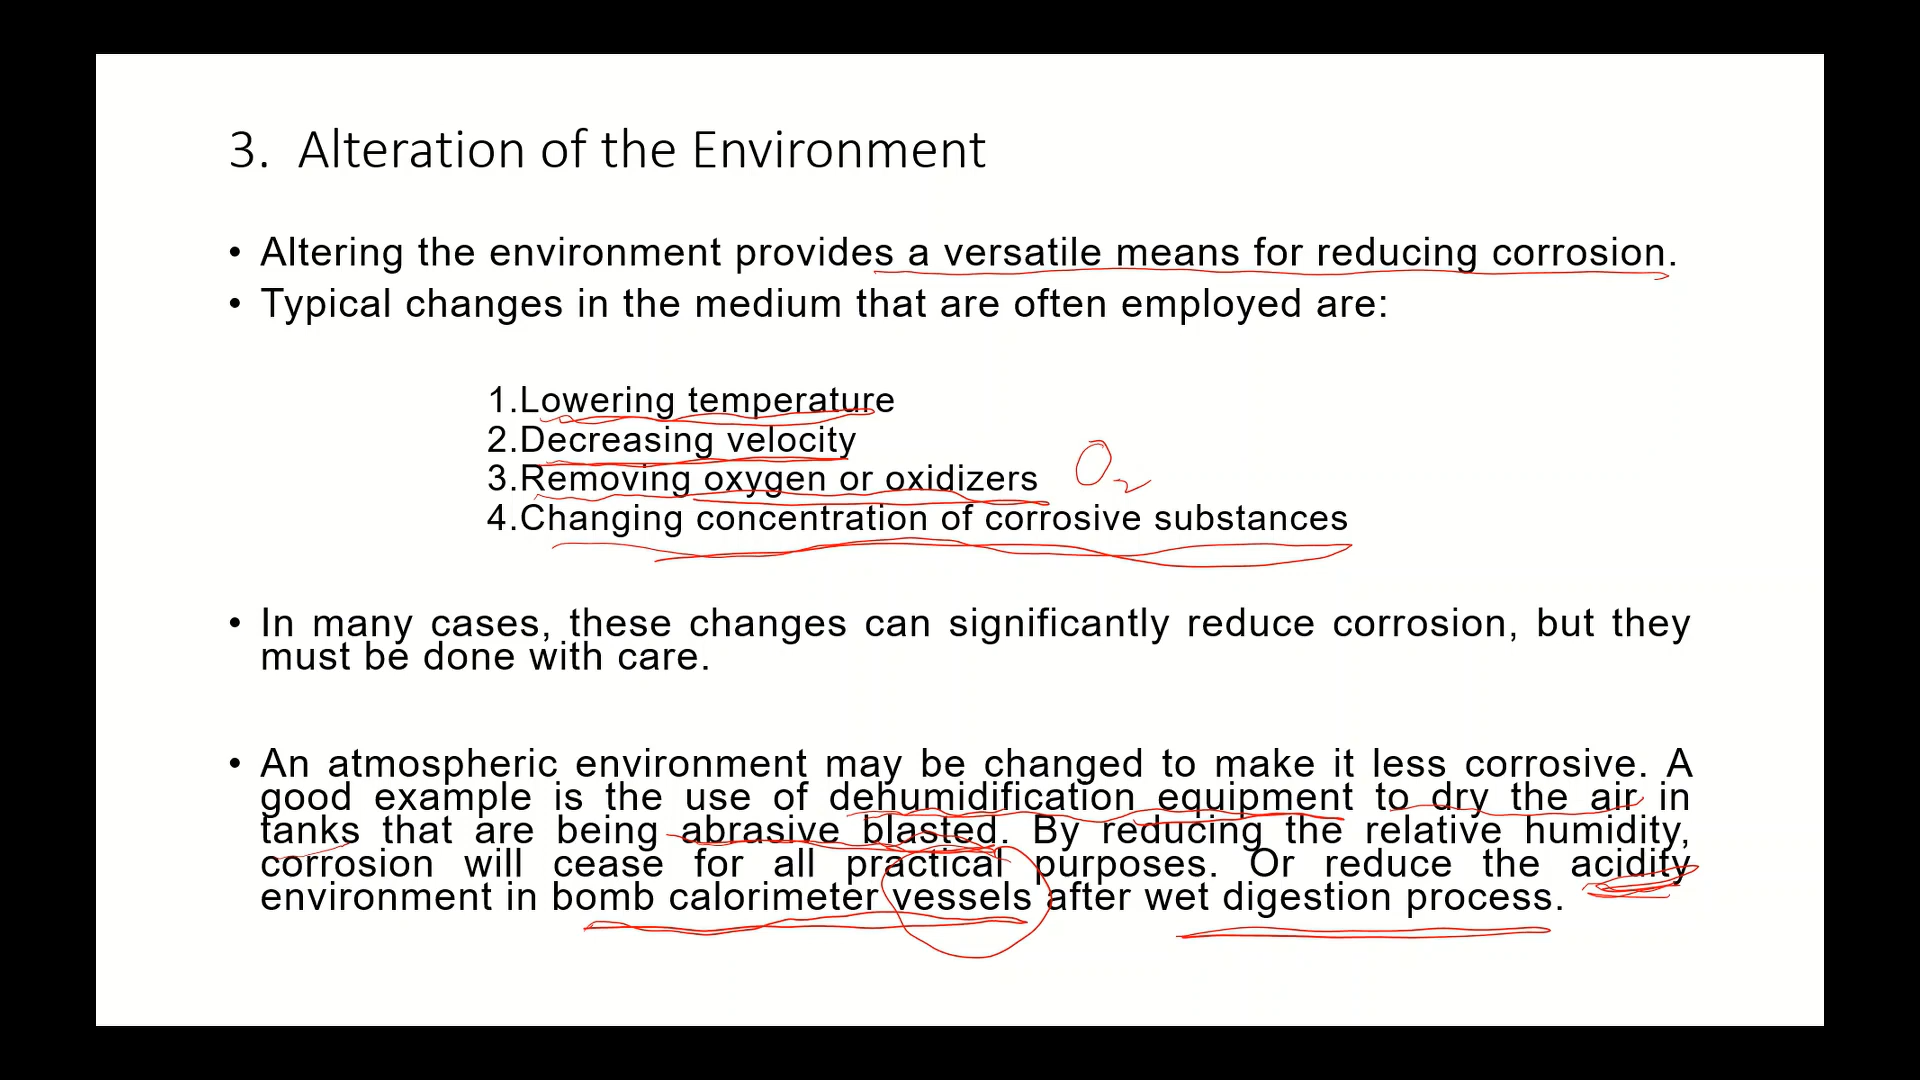 3. Alteration of the Environment
• Altering the environment provides a versatile means for reducing corrosion.
• Typical changes in the medium that are often employed are:
1.Lowering temperature
2.Decreasing velocity
3.Removing oxygen or oxidizers O2
4.Changing concentration of corrosive substances
• In many cases, these changes can significantly reduce corrosion, but they
must be done with care.
• An atmospheric environment may be changed to make it less corrosive. A
good example is the use of dehumidification equipment to dry the air in
tanks that are being abrasive blasted. By reducing the relative humidity,
corrosion will cease for all practical purposes. Or reduce the acidify
environment in bomb calorimeter vessels after wet digestion process.